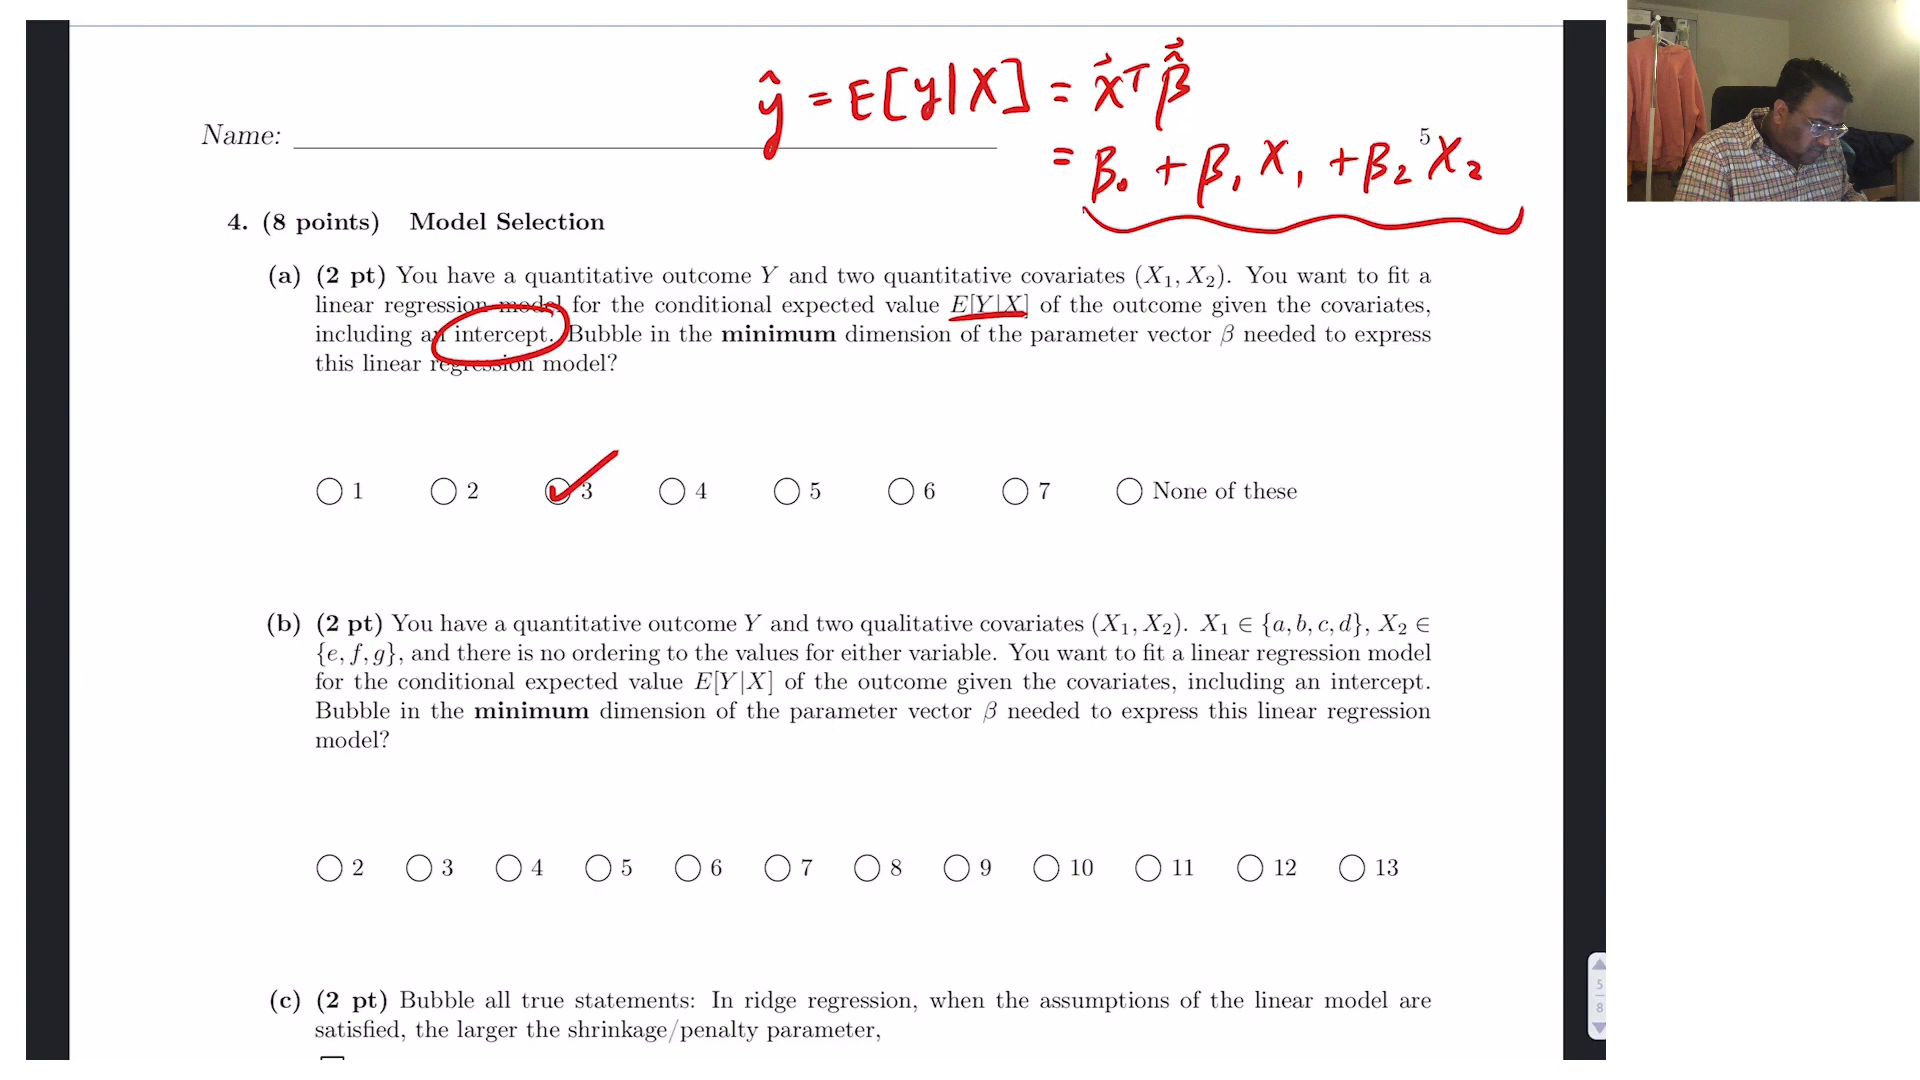 ŷ = E[y|X] = x⃗ᵀ β̂⃗
= β₀ + β₁ X₁ + β₂ X₂
Name:
5
4. (8 points) Model Selection
(a) (2 pt) You have a quantitative outcome Y and two quantitative covariates (X₁, X₂). You want to fit a
linear regression model for the conditional expected value E[Y|X] of the outcome given the covariates,
including an intercept. Bubble in the minimum dimension of the parameter vector β needed to express
this linear regression model?
1 2 3 4 5 6 7 None of these
(b) (2 pt) You have a quantitative outcome Y and two qualitative covariates (X₁, X₂). X₁ ∈ {a, b, c, d}, X₂ ∈
{e, f, g}, and there is no ordering to the values for either variable. You want to fit a linear regression model
for the conditional expected value E[Y|X] of the outcome given the covariates, including an intercept.
Bubble in the minimum dimension of the parameter vector β needed to express this linear regression
model?
2 3 4 5 6 7 8 9 10 11 12 13
(c) (2 pt) Bubble all true statements: In ridge regression, when the assumptions of the linear model are
satisfied, the larger the shrinkage/penalty parameter,
5
8